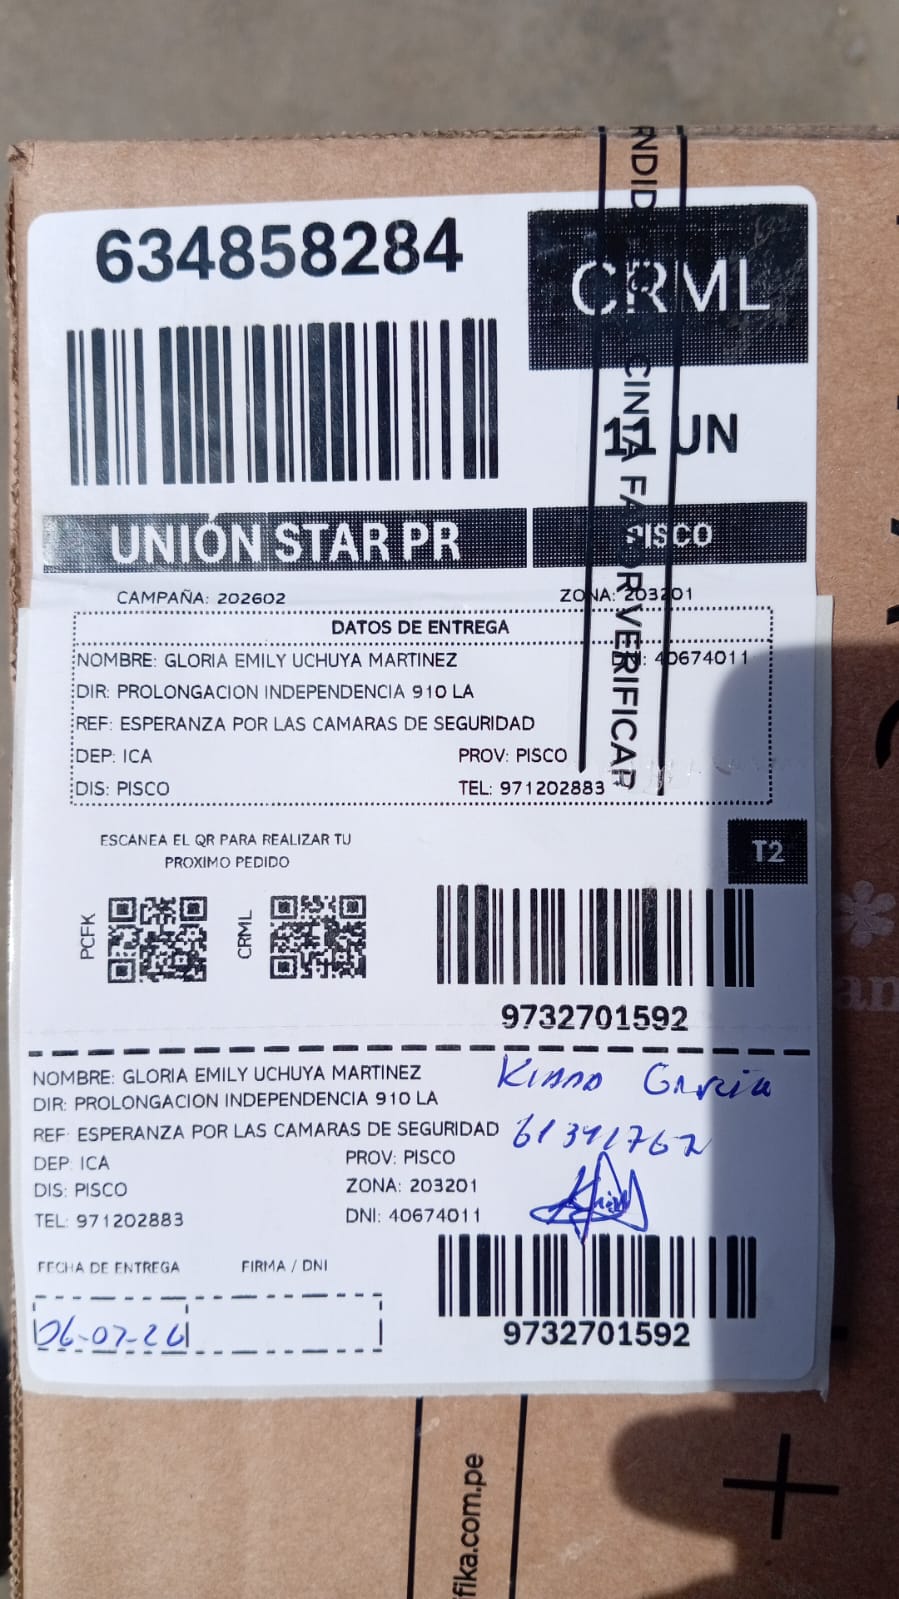 634858284
CRML
11 UN
UNIÓN STAR PR
PISCO
CAMPAÑA: 202602
ZONA: 203201
DATOS DE ENTREGA
NOMBRE: GLORIA EMILY UCHUYA MARTINEZ
DNI: 40674011
DIR: PROLONGACION INDEPENDENCIA 910 LA
REF: ESPERANZA POR LAS CAMARAS DE SEGURIDAD
DEP: ICA
PROV: PISCO
DIS: PISCO
TEL: 971202883
CINTA FAVOR VERIFICAR
ESCANEA EL QR PARA REALIZAR TU
PROXIMO PEDIDO
T2
PCFK
CRML
9732701592
NOMBRE: GLORIA EMILY UCHUYA MARTINEZ
DIR: PROLONGACION INDEPENDENCIA 910 LA
REF: ESPERANZA POR LAS CAMARAS DE SEGURIDAD
DEP: ICA
PROV: PISCO
DIS: PISCO
ZONA: 203201
TEL: 971202883
DNI: 40674011
Garcia
FECHA DE ENTREGA
FIRMA / DNI
9732701592
fika.com.pe